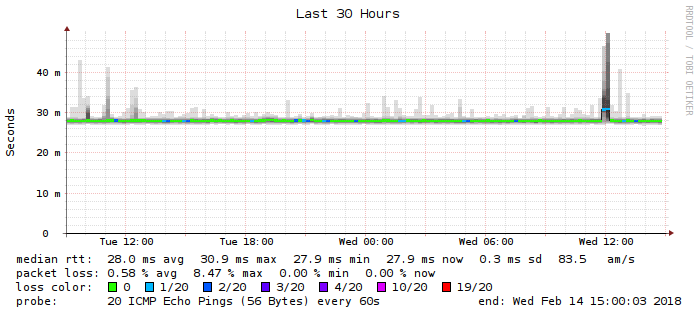 Last 30 Hours
RRDTOOL / TOBI OETIKER
Seconds
40 m
30 m
20 m
10 m
0
Tue 12:00 Tue 18:00 Wed 00:00 Wed 06:00 Wed 12:00
median rtt: 28.0 ms avg 30.9 ms max 27.9 ms min 27.9 ms now 0.3 ms sd 83.5 am/s
packet loss: 0.58 % avg 8.47 % max 0.00 % min 0.00 % now
loss color: 0 1/20 2/20 3/20 4/20 10/20 19/20
probe: 20 ICMP Echo Pings (56 Bytes) every 60s end: Wed Feb 14 15:00:03 2018